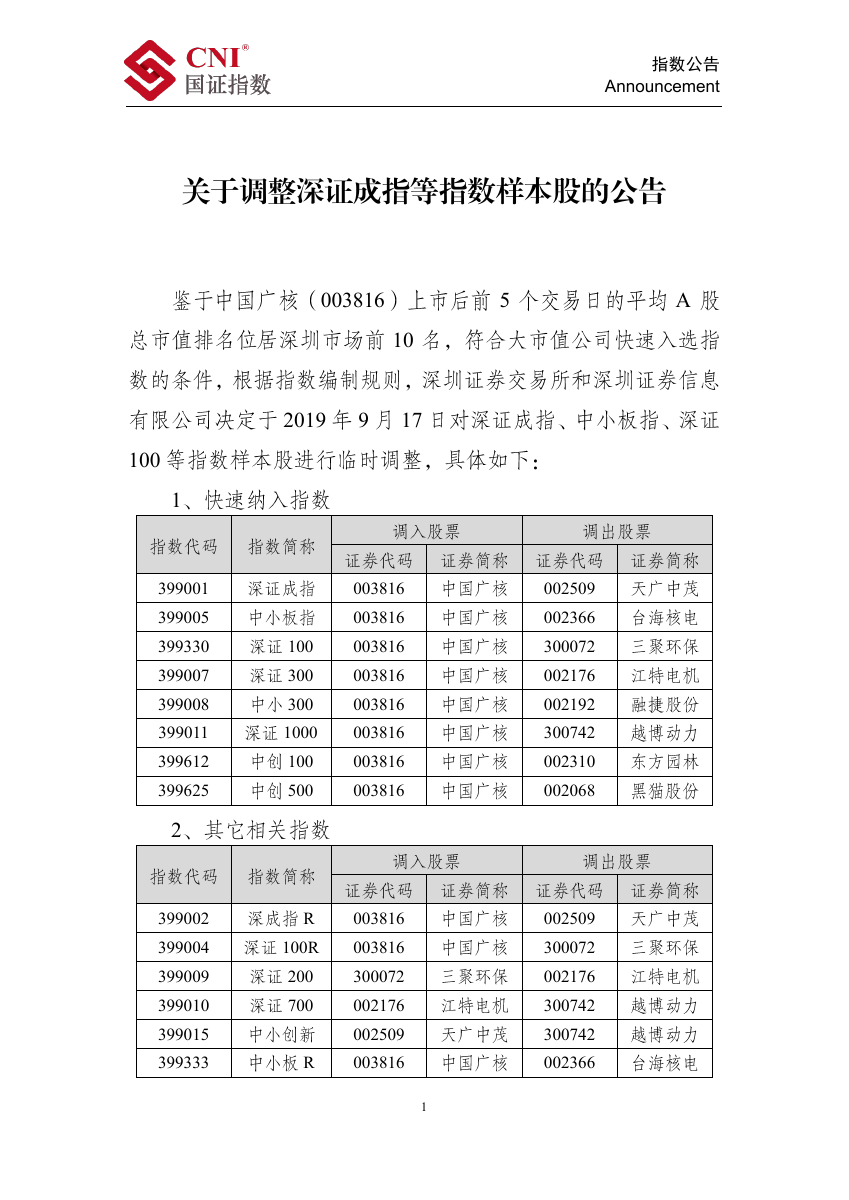 CNI®
国证指数
指数公告
Announcement
关于调整深证成指等指数样本股的公告
鉴于中国广核（003816）上市后前 5 个交易日的平均 A 股
总市值排名位居深圳市场前 10 名，符合大市值公司快速入选指
数的条件，根据指数编制规则，深圳证券交易所和深圳证券信息
有限公司决定于 2019 年 9 月 17 日对深证成指、中小板指、深证
100 等指数样本股进行临时调整，具体如下：
1、快速纳入指数
指数代码 指数简称 调入股票 调出股票
证券代码 证券简称 证券代码 证券简称
399001 深证成指 003816 中国广核 002509 天广中茂
399005 中小板指 003816 中国广核 002366 台海核电
399330 深证 100 003816 中国广核 300072 三聚环保
399007 深证 300 003816 中国广核 002176 江特电机
399008 中小 300 003816 中国广核 002192 融捷股份
399011 深证 1000 003816 中国广核 300742 越博动力
399612 中创 100 003816 中国广核 002310 东方园林
399625 中创 500 003816 中国广核 002068 黑猫股份
2、其它相关指数
指数代码 指数简称 调入股票 调出股票
证券代码 证券简称 证券代码 证券简称
399002 深成指 R 003816 中国广核 002509 天广中茂
399004 深证 100R 003816 中国广核 300072 三聚环保
399009 深证 200 300072 三聚环保 002176 江特电机
399010 深证 700 002176 江特电机 300742 越博动力
399015 中小创新 002509 天广中茂 300742 越博动力
399333 中小板 R 003816 中国广核 002366 台海核电
1